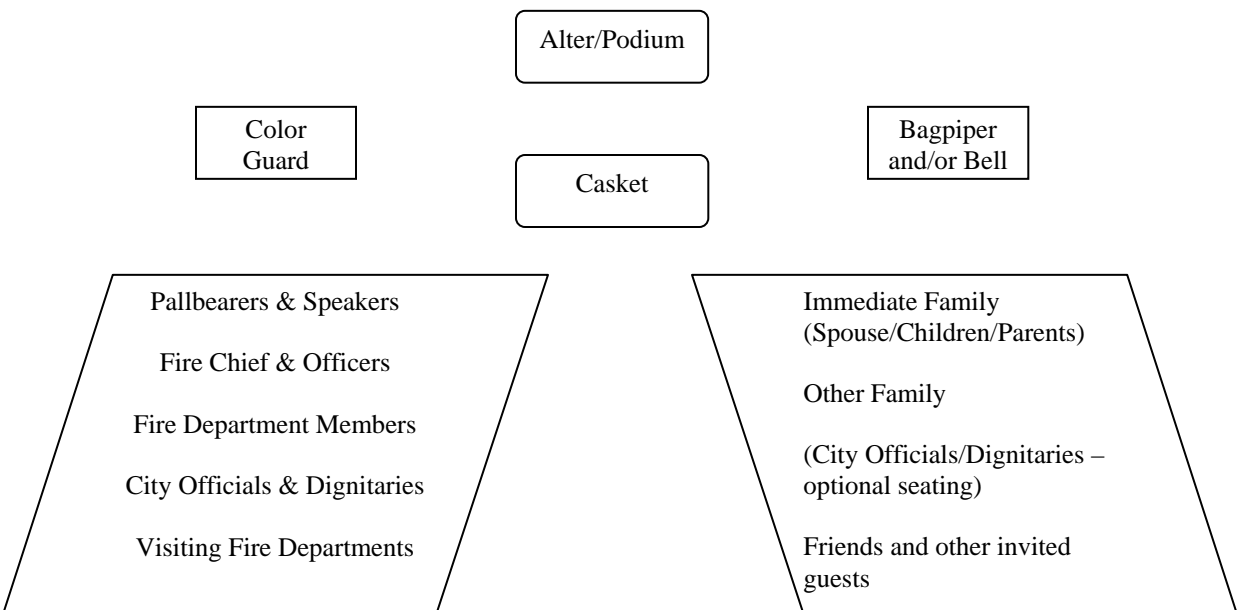 Alter/Podium
Color
Guard
Bagpiper
and/or Bell
Casket
Pallbearers & Speakers
Fire Chief & Officers
Fire Department Members
City Officials & Dignitaries
Visiting Fire Departments
Immediate Family
(Spouse/Children/Parents)
Other Family
(City Officials/Dignitaries –
optional seating)
Friends and other invited
guests